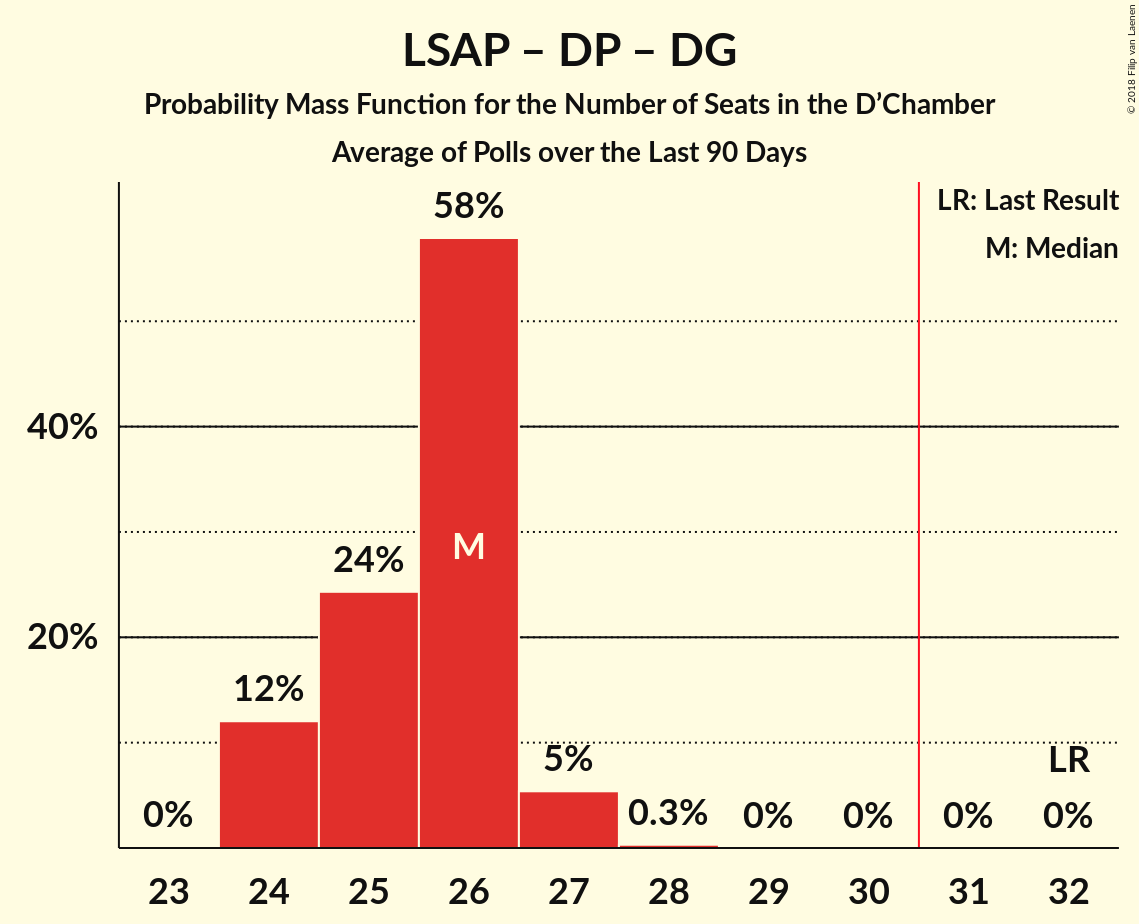 LSAP – DP – DG
Probability Mass Function for the Number of Seats in the D’Chamber
Average of Polls over the Last 90 Days
© 2018 Filip van Laenen
LR: Last Result
M: Median
58%
40%
M
24%
20%
12%
LR
5%
0%
0.3%
0%
0%
0%
0%
23 24 25 26 27 28 29 30 31 32